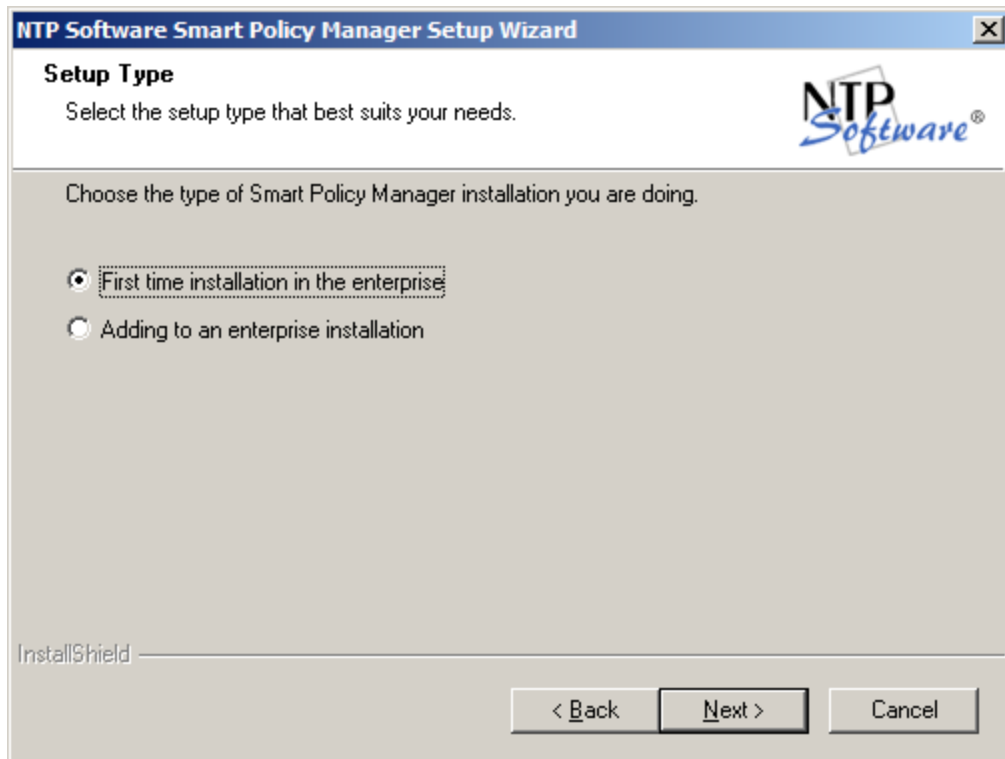 NTP Software Smart Policy Manager Setup Wizard
Setup Type
Select the setup type that best suits your needs.
NTP
Software®
Choose the type of Smart Policy Manager installation you are doing.
First time installation in the enterprise
Adding to an enterprise installation
InstallShield
< Back
Next >
Cancel